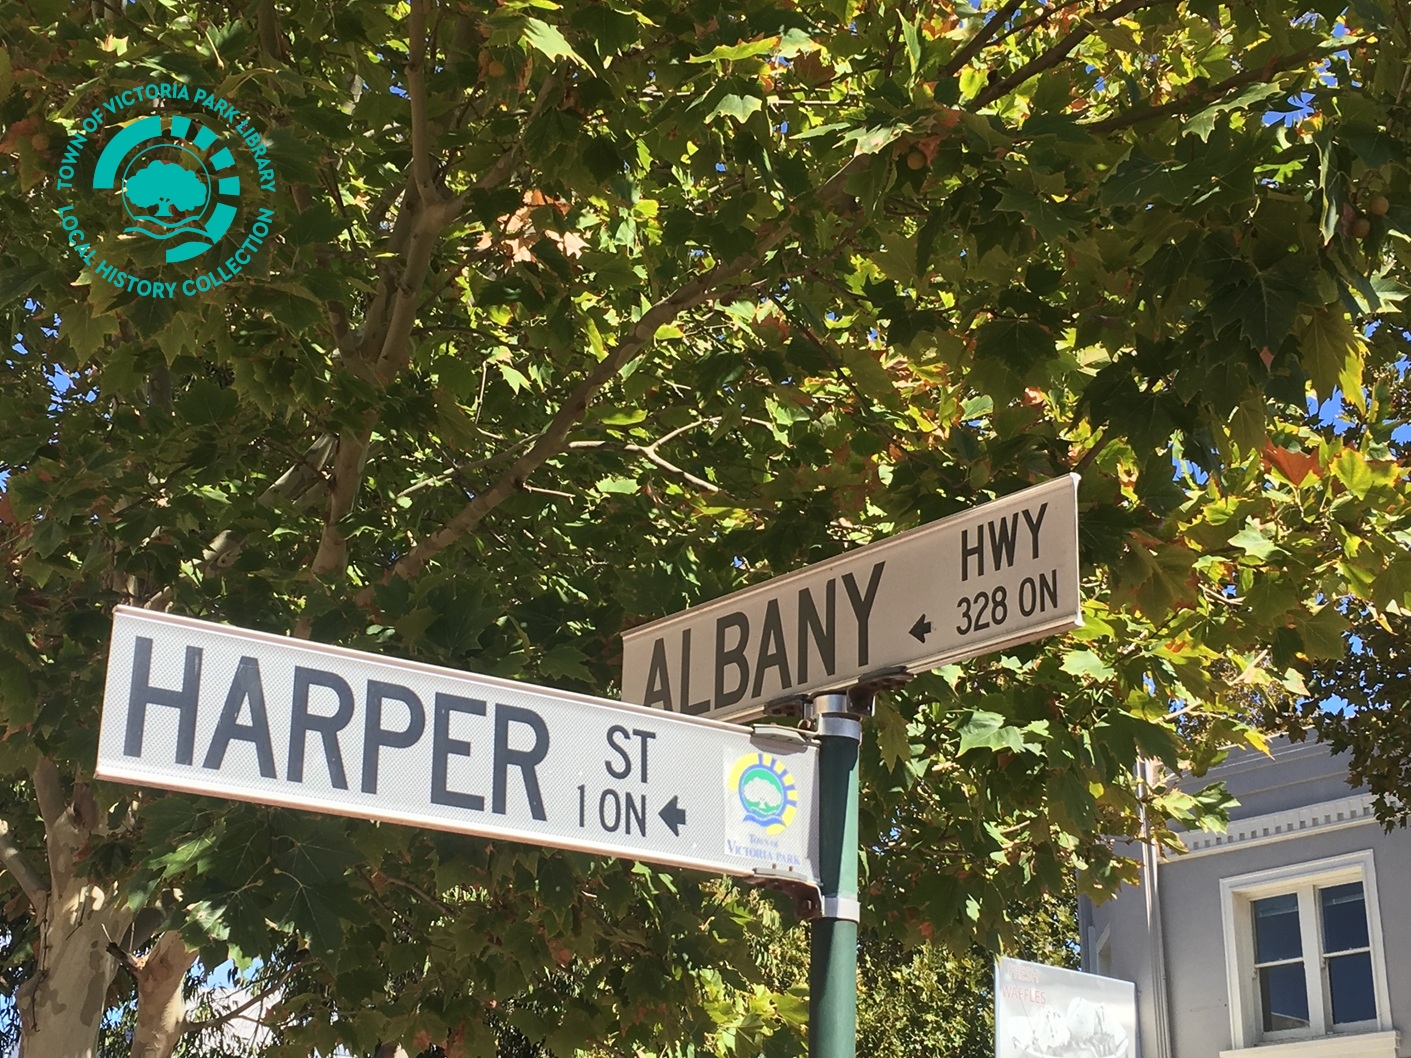 TOWN OF VICTORIA PARK LIBRARY
LOCAL HISTORY COLLECTION
ALBANY HWY
← 328 ON
HARPER ST
1 ON ←
TOWN OF
VICTORIA PARK
WAFFLES